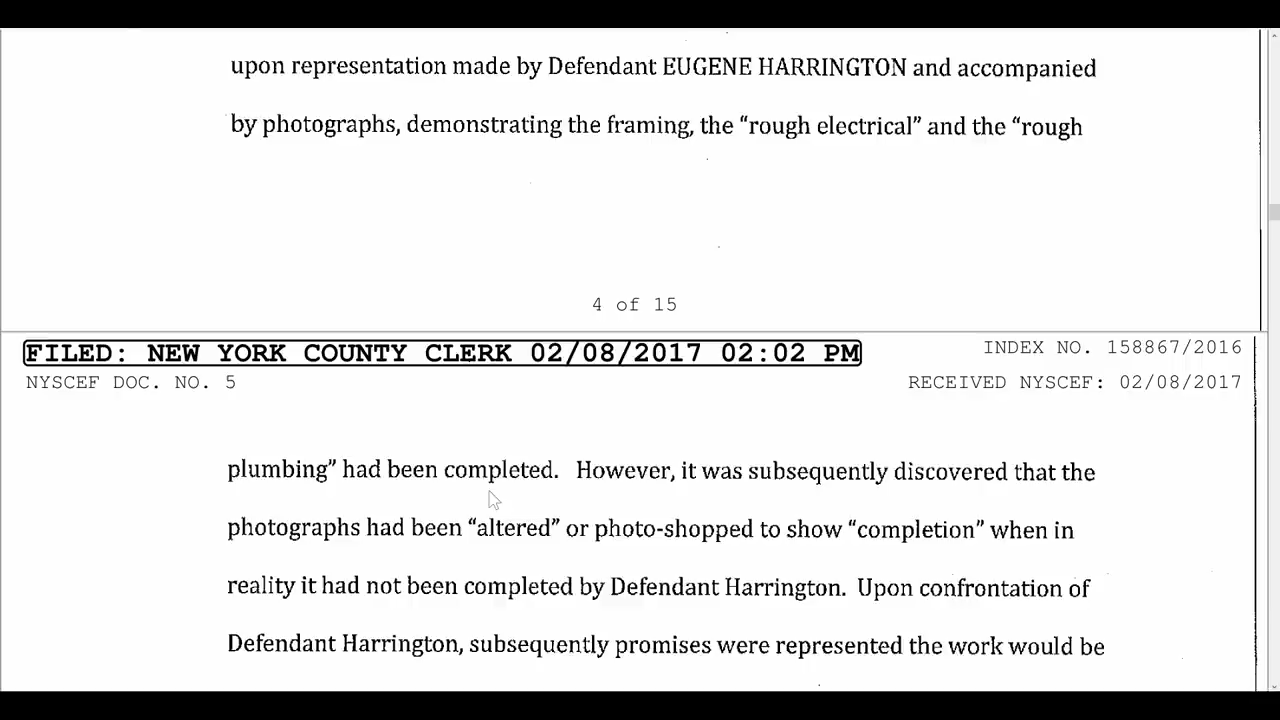 upon representation made by Defendant EUGENE HARRINGTON and accompanied
by photographs, demonstrating the framing, the “rough electrical” and the “rough
4 of 15
FILED: NEW YORK COUNTY CLERK 02/08/2017 02:02 PM
INDEX NO. 158867/2016
NYSCEF DOC. NO. 5
RECEIVED NYSCEF: 02/08/2017
plumbing” had been completed. However, it was subsequently discovered that the
photographs had been “altered” or photo-shopped to show “completion” when in
reality it had not been completed by Defendant Harrington. Upon confrontation of
Defendant Harrington, subsequently promises were represented the work would be